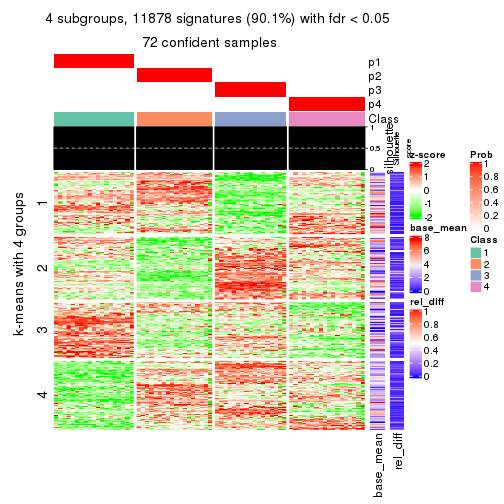 4 subgroups, 11878 signatures (90.1%) with fdr < 0.05
72 confident samples
p1
p2
p3
p4
Class
1
0.5
0
silhouette
Silhouette
score
k-means with 4 groups
1
2
3
4
base_mean
rel_diff
z-score
2
1
0
-1
-2
base_mean
8
6
4
2
0
rel_diff
1
0.8
0.6
0.4
0.2
0
Prob
1
0.8
0.6
0.4
0.2
0
Class
1
2
3
4